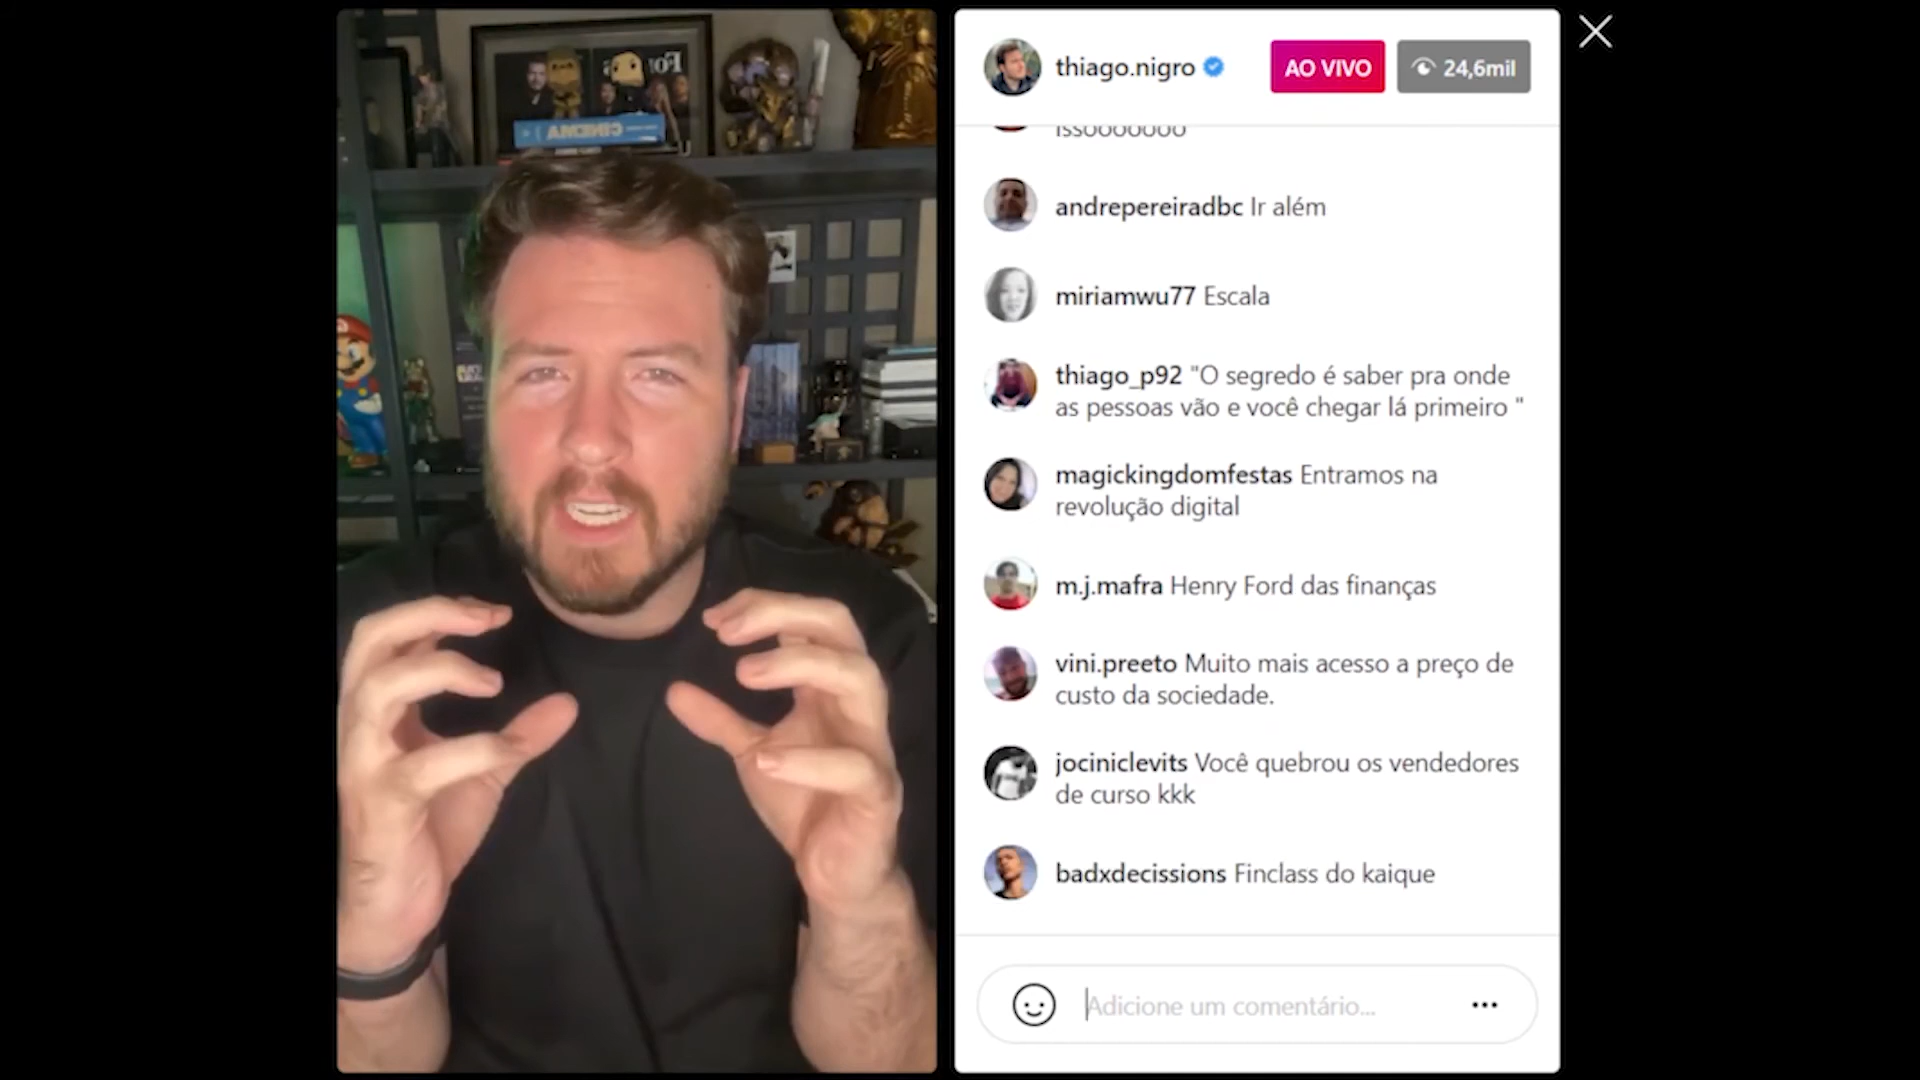 CINEMA
thiago.nigro
AO VIVO
24,6mil
issooooooo
andrepereiradbc Ir além
miriamwu77 Escala
thiago_p92 "O segredo é saber pra onde
as pessoas vão e você chegar lá primeiro "
magickingdomfestas Entramos na
revolução digital
m.j.mafra Henry Ford das finanças
vini.preeto Muito mais acesso a preço de
custo da sociedade.
jociniclevits Você quebrou os vendedores
de curso kkk
badxdecissions Finclass do kaique
Adicione um comentário...